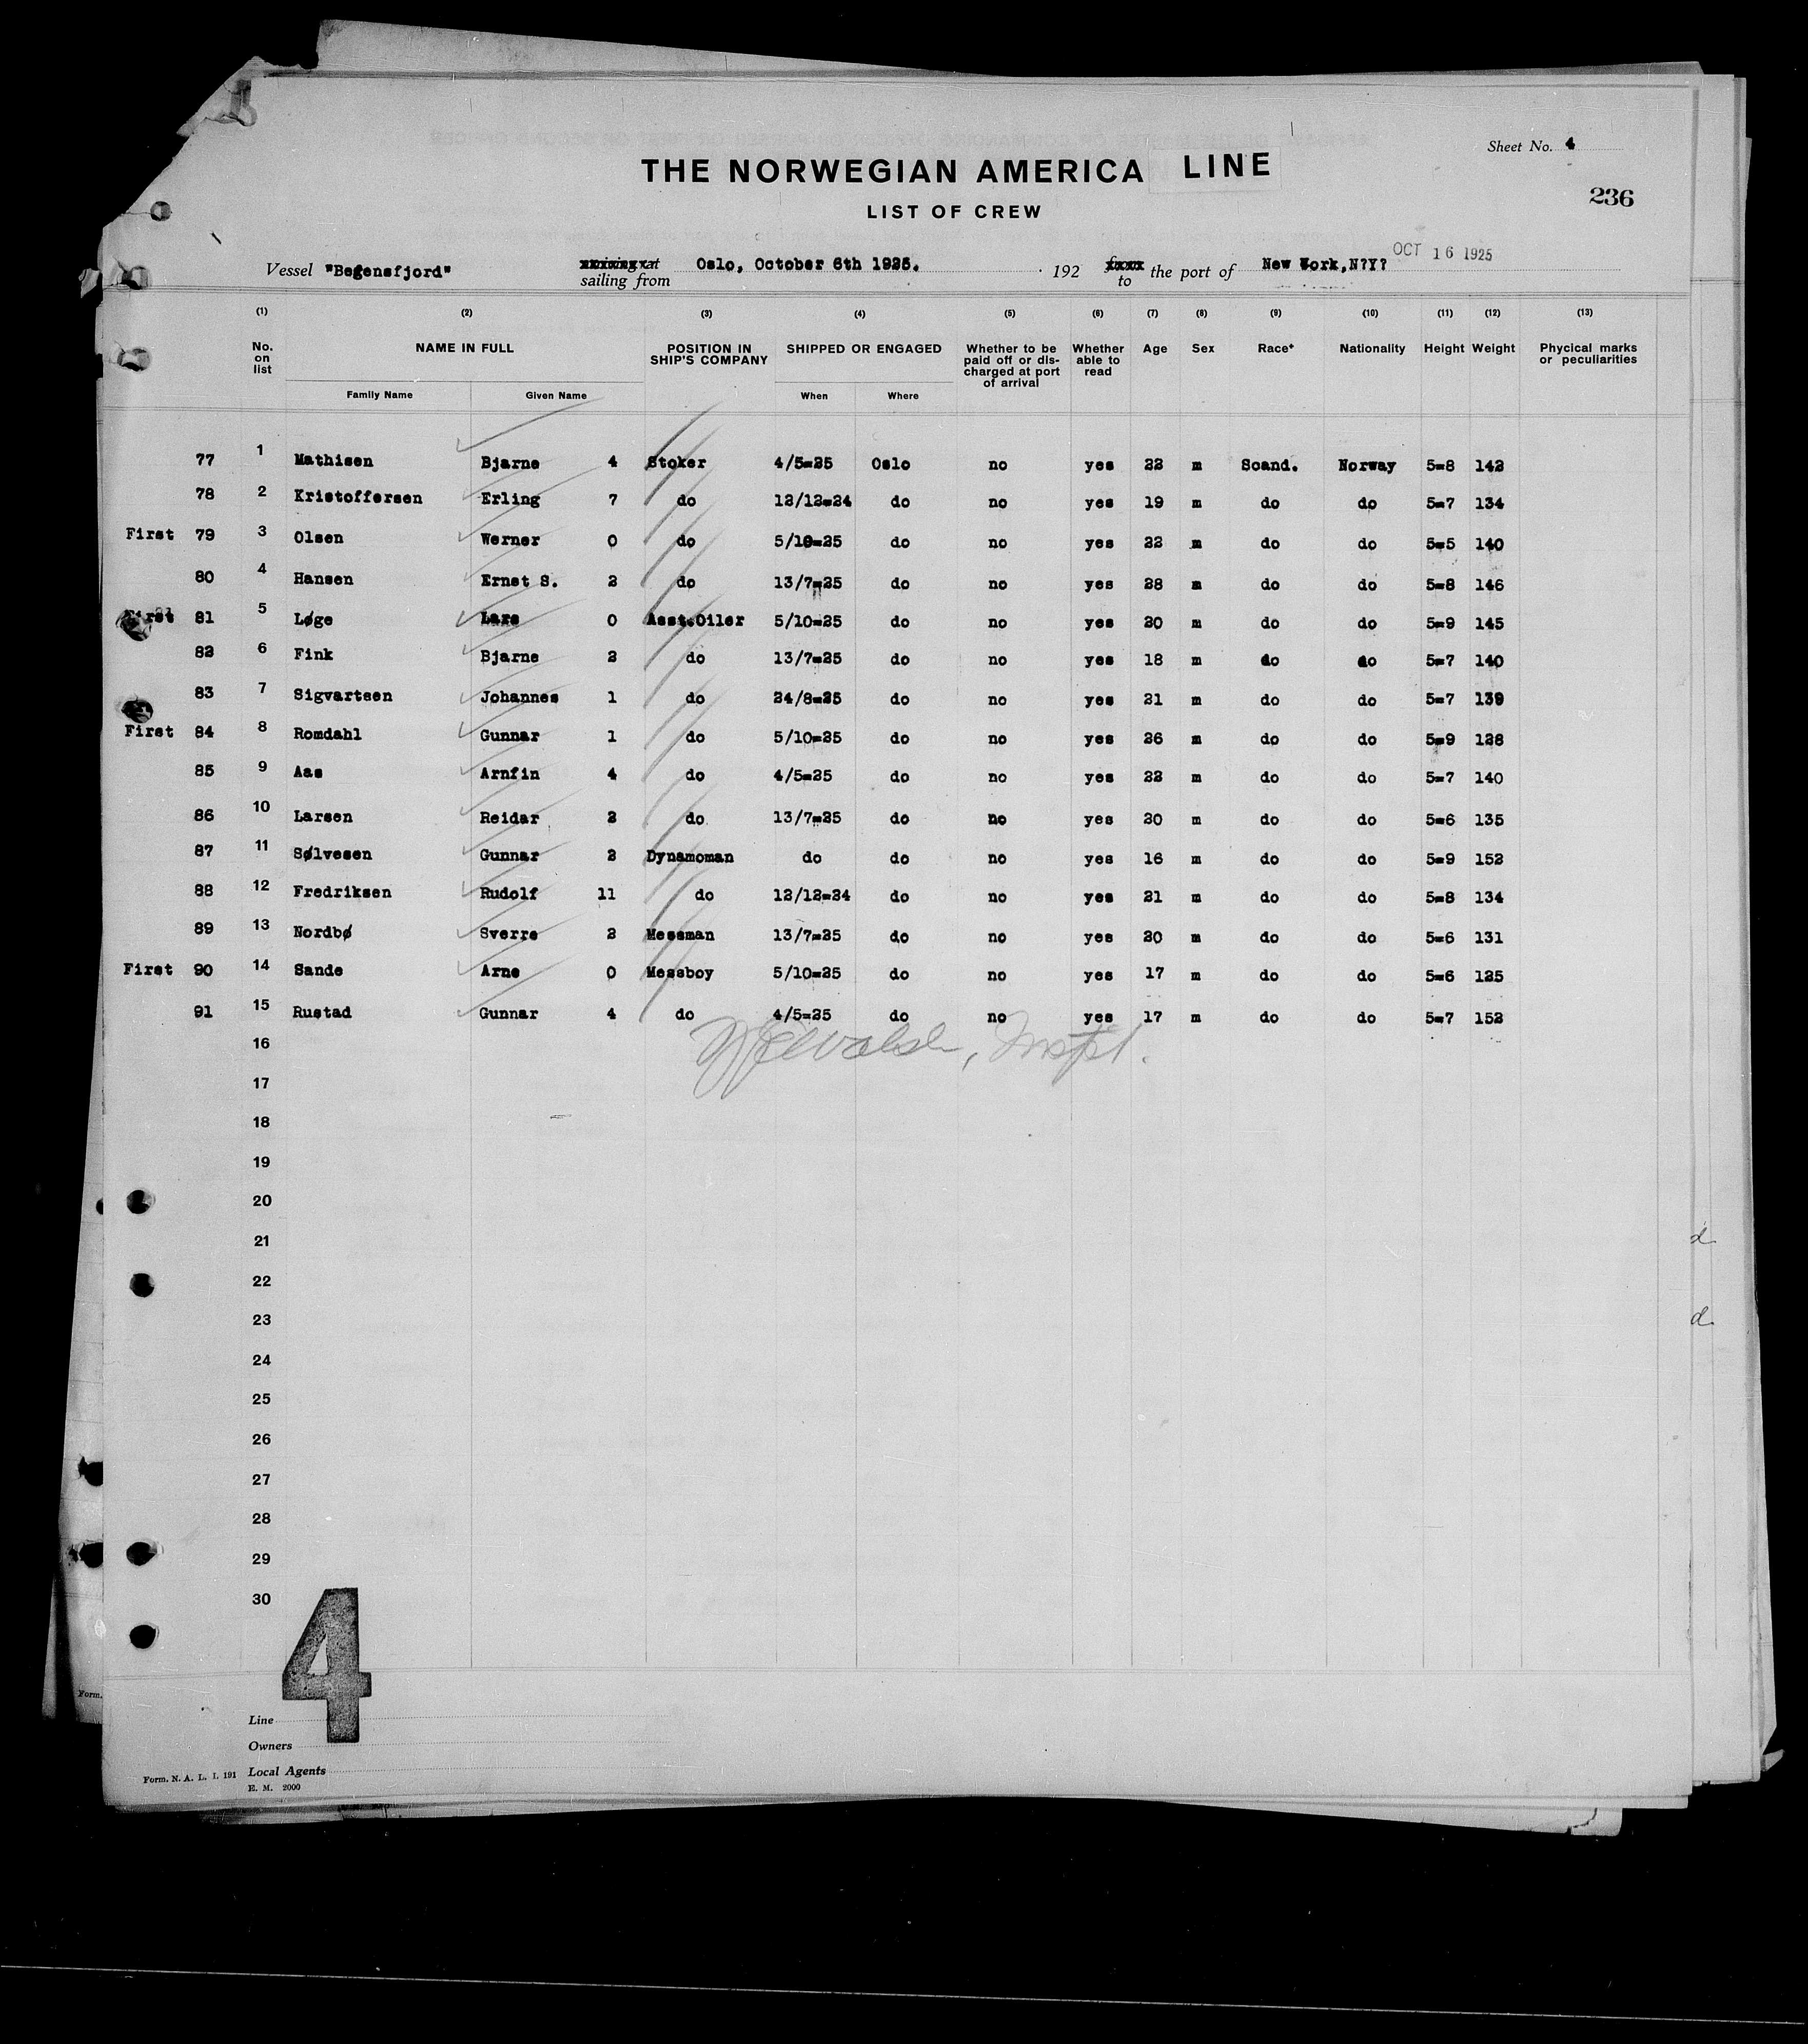 Sheet No. 4
THE NORWEGIAN AMERICA LINE
236
LIST OF CREW
OCT 16 1925
Vessel "Begensfjord" sailing from Oslo, October 6th 1925. 192 to the port of New York,N?Y?
(1) (2) (3) (4) (5) (6) (7) (8) (9) (10) (11) (12) (13)
No. on list NAME IN FULL POSITION IN SHIP'S COMPANY SHIPPED OR ENGAGED Whether to be paid off or dis- charged at port of arrival Whether able to read Age Sex Race+ Nationality Height Weight Phycical marks or peculiarities
Family Name Given Name When Where
77 1 Mathisen Bjarne 4 Stoker 4/5=25 Oslo no yes 22 m Scand. Norway 5=8 142
78 2 Kristoffersen Erling 7 do 12/12=24 do no yes 19 m do do 5=7 134
First 79 3 Olsen Werner 0 do 5/10=25 do no yes 22 m do do 5=5 140
80 4 Hansen Ernst S. 2 do 13/7=25 do no yes 28 m do do 5=8 146
First 81 5 Løge Lars 0 Asst.Oiler 5/10=25 do no yes 20 m do do 5=9 145
82 6 Fink Bjarne 2 do 13/7=25 do no yes 18 m do do 5=7 140
83 7 Sigvartsen Johannes 1 do 24/8=25 do no yes 21 m do do 5=7 139
First 84 8 Romdahl Gunnar 1 do 5/10=25 do no yes 26 m do do 5=9 128
85 9 Aas Arnfin 4 do 4/5=25 do no yes 22 m do do 5=7 140
86 10 Larsen Reidar 2 do 13/7=25 do no yes 20 m do do 5=6 135
87 11 Sølvesen Gunnar 2 Dynamoman do do no yes 16 m do do 5=9 152
88 12 Fredriksen Rudolf 11 do 12/12=24 do no yes 21 m do do 5=8 134
89 13 Nordbø Sverre 2 Messman 13/7=25 do no yes 20 m do do 5=6 131
First 90 14 Sande Arne 0 Messboy 5/10=25 do no yes 17 m do do 5=6 125
91 15 Rustad Gunnar 4 do 4/5=25 do no yes 17 m do do 5=7 152
16
17
18
19
20
21
22
23
24
25
26
27
28
29
30
4
Line
Owners
Form. N. A. L. I. 191 Local Agents
E. M. 2000